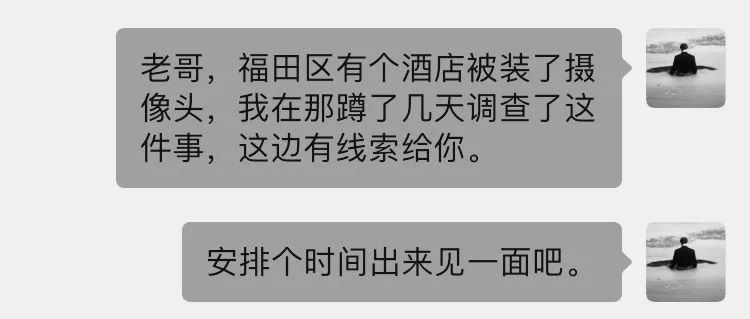 老哥，福田区有个酒店被装了摄
像头，我在那蹲了几天调查了这
件事，这边有线索给你。
安排个时间出来见一面吧。